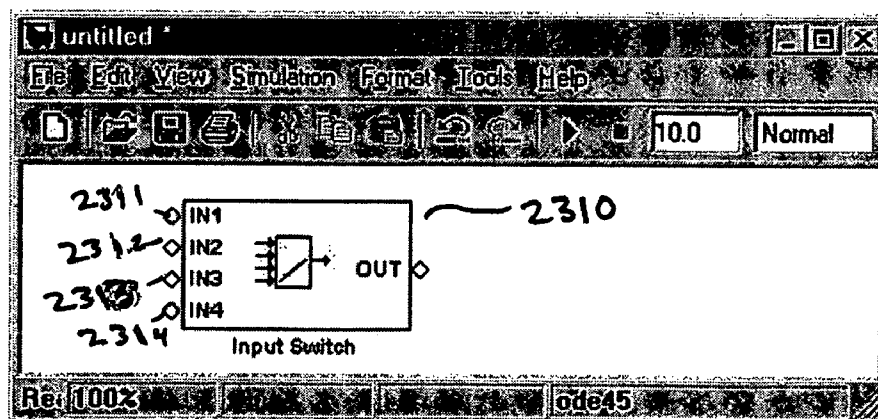 untitled *
File Edit View Simulation Format Tools Help
10.0 Normal
2311 IN1 2310
2312 IN2
OUT
IN3
2314 IN4
Input Switch
100% ode45